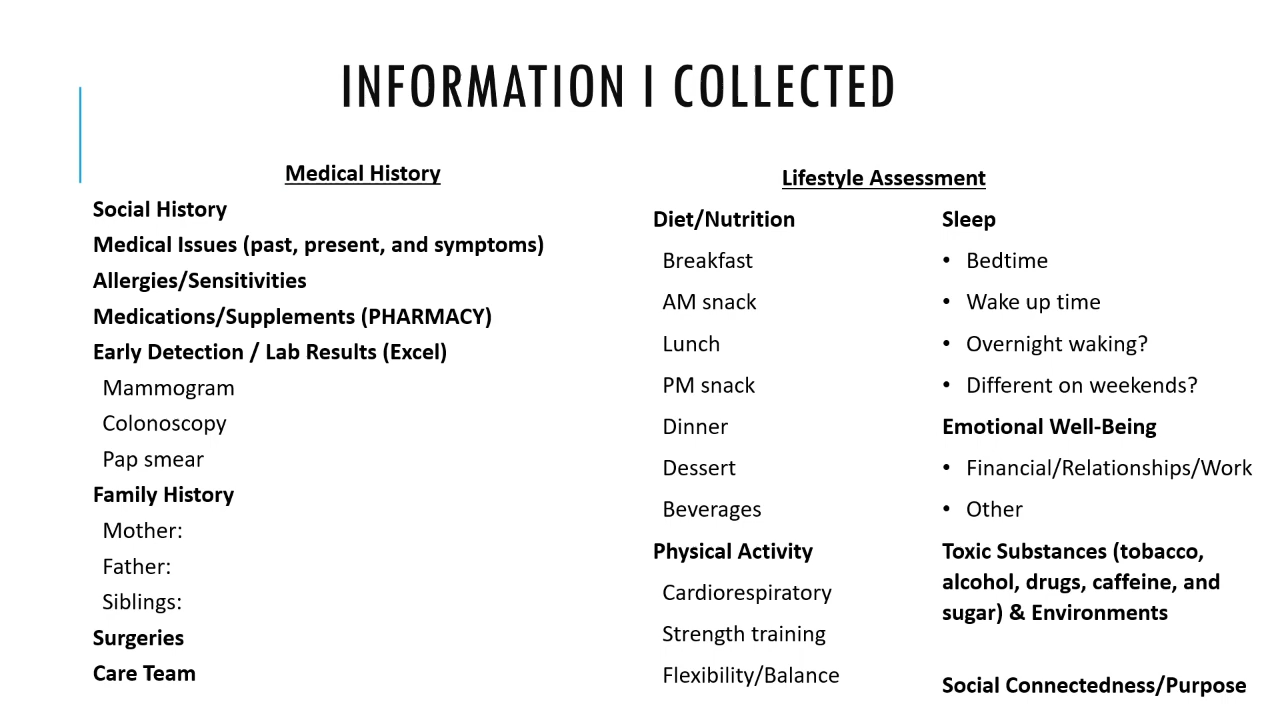 INFORMATION I COLLECTED
Medical History
Social History
Medical Issues (past, present, and symptoms)
Allergies/Sensitivities
Medications/Supplements (PHARMACY)
Early Detection / Lab Results (Excel)
Mammogram
Colonoscopy
Pap smear
Family History
Mother:
Father:
Siblings:
Surgeries
Care Team
Lifestyle Assessment
Diet/Nutrition
Breakfast
AM snack
Lunch
PM snack
Dinner
Dessert
Beverages
Physical Activity
Cardiorespiratory
Strength training
Flexibility/Balance
Sleep
• Bedtime
• Wake up time
• Overnight waking?
• Different on weekends?
Emotional Well-Being
• Financial/Relationships/Work
• Other
Toxic Substances (tobacco,
alcohol, drugs, caffeine, and
sugar) & Environments
Social Connectedness/Purpose